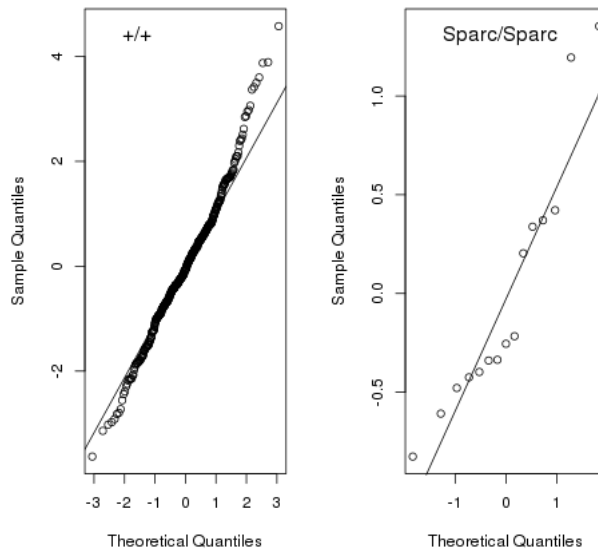 +/+
Sample Quantiles
4
2
0
-2
-3 -2 -1 0 1 2 3
Theoretical Quantiles
Sparc/Sparc
Sample Quantiles
1.0
0.5
0.0
-0.5
-1 0 1
Theoretical Quantiles